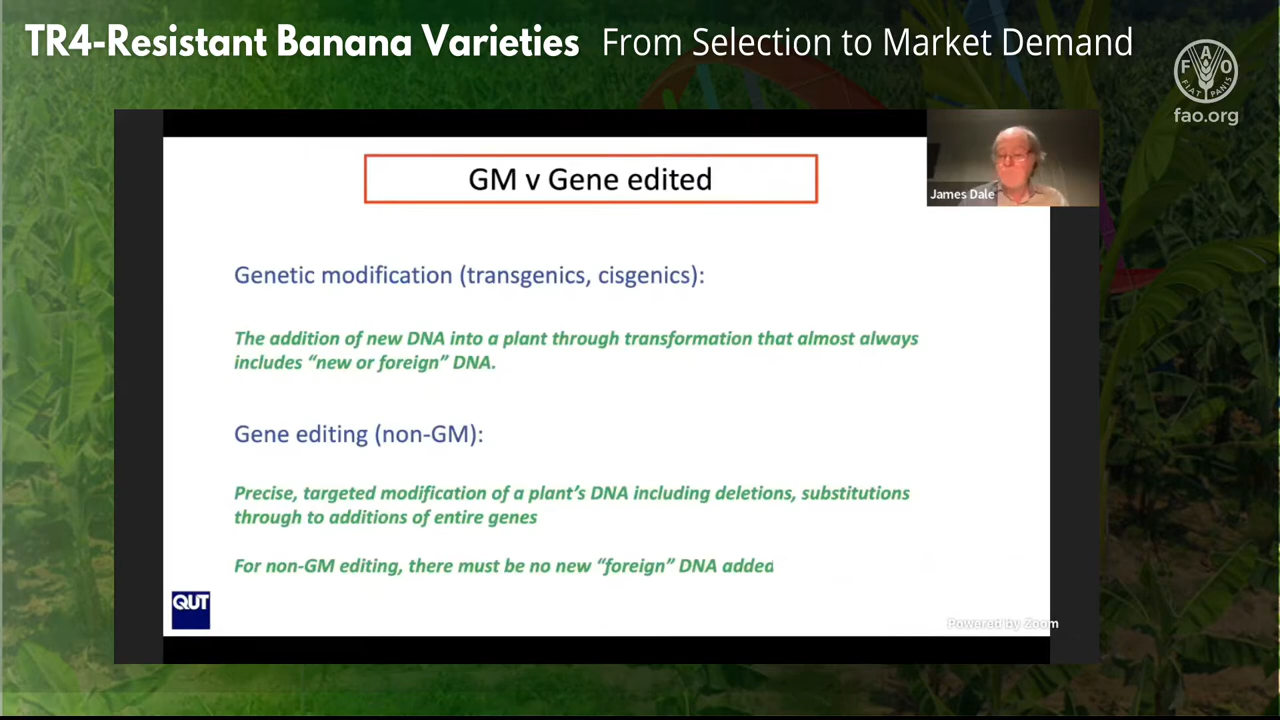 TR4-Resistant Banana Varieties From Selection to Market Demand
F A O
FIAT PANIS
fao.org
GM v Gene edited
James Dale
Genetic modification (transgenics, cisgenics):
The addition of new DNA into a plant through transformation that almost always
includes “new or foreign” DNA.
Gene editing (non-GM):
Precise, targeted modification of a plant’s DNA including deletions, substitutions
through to additions of entire genes
For non-GM editing, there must be no new “foreign” DNA added
QUT
Powered by Zoom